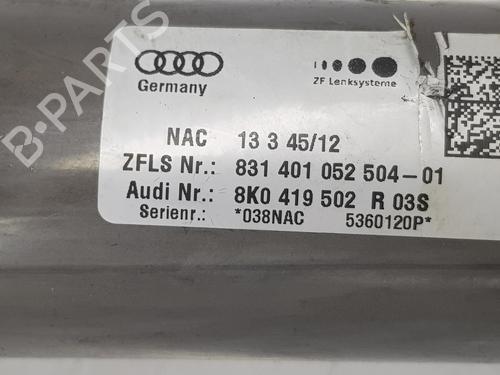 Germany
ZF Lenksysteme
NAC 13 3 45/12
ZFLS Nr.: 831 401 052 504-01
Audi Nr.: 8K0 419 502 R 03S
Serienr.: *038NAC 5360120P*
B-PARTS